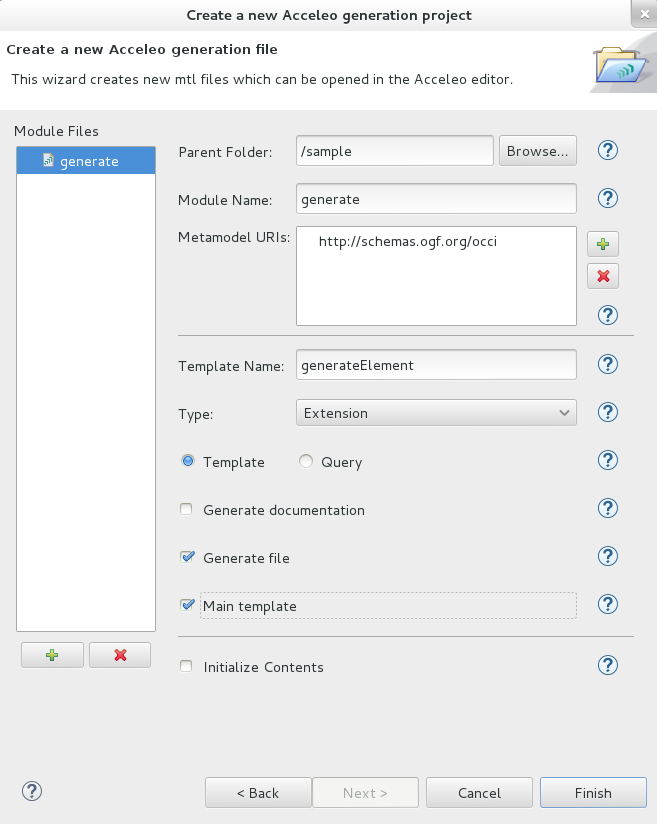 Create a new Acceleo generation project
Create a new Acceleo generation file
This wizard creates new mtl files which can be opened in the Acceleo editor.
Module Files
generate
Parent Folder: /sample Browse...
Module Name: generate
Metamodel URIs: http://schemas.ogf.org/occi
Template Name: generateElement
Type: Extension
Template Query
Generate documentation
Generate file
Main template
Initialize Contents
< Back Next > Cancel Finish